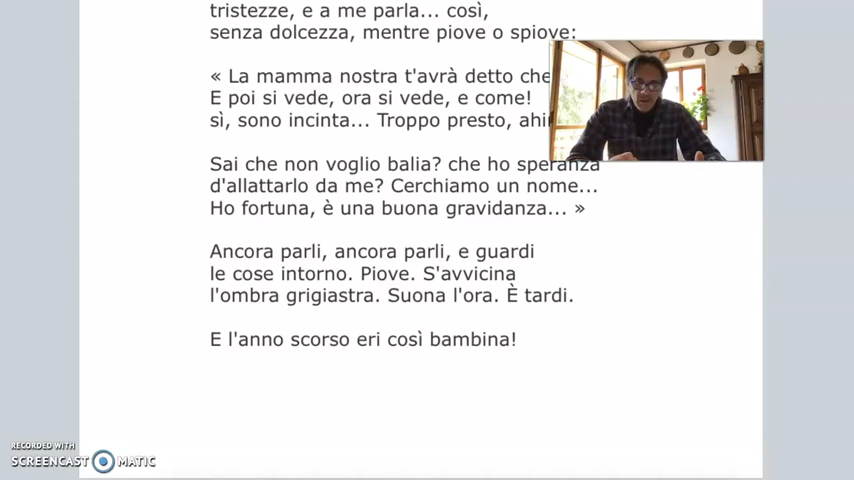 tristezze, e a me parla... così,
senza dolcezza, mentre piove o spiove:
« La mamma nostra t'avrà detto che
E poi si vede, ora si vede, e come!
sì, sono incinta... Troppo presto,
Sai che non voglio balia? che ho speranza
d'allattarlo da me? Cerchiamo un nome...
Ho fortuna, è una buona gravidanza... »
Ancora parli, ancora parli, e guardi
le cose intorno. Piove. S'avvicina
l'ombra grigiastra. Suona l'ora. È tardi.
E l'anno scorso eri così bambina!
RECORDED WITH
SCREENCAST MATIC